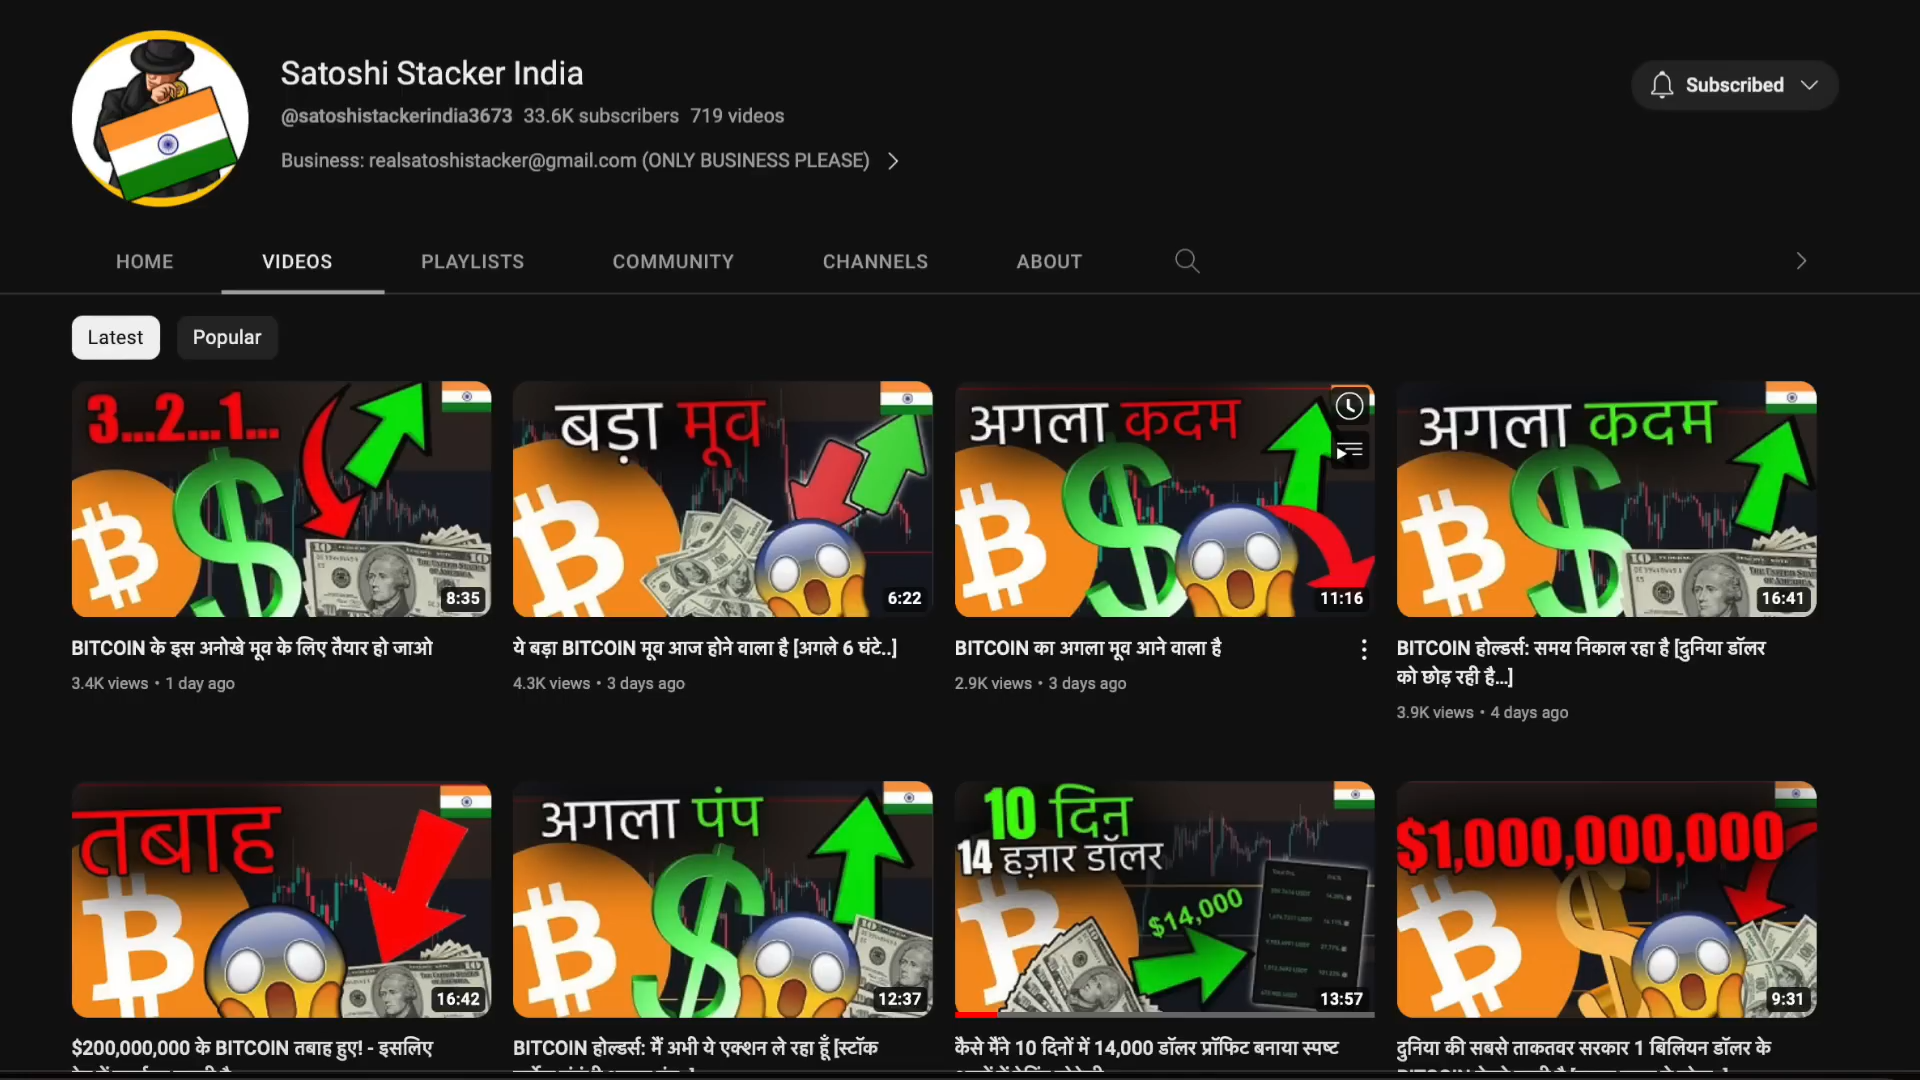 Satoshi Stacker India
@satoshistackerindia3673 33.6K subscribers 719 videos
Business: realsatoshistacker@gmail.com (ONLY BUSINESS PLEASE)
Subscribed
HOME VIDEOS PLAYLISTS COMMUNITY CHANNELS ABOUT
Latest Popular
3...2...1...
8:35
बड़ा मूव
6:22
अगला कदम
11:16
अगला कदम
16:41
BITCOIN के इस अनोखे मूव के लिए तैयार हो जाओ
3.4K views • 1 day ago
ये बड़ा BITCOIN मूव आज होने वाला है [अगले 6 घंटे..]
4.3K views • 3 days ago
BITCOIN का अगला मूव आने वाला है
2.9K views • 3 days ago
BITCOIN होल्डर्स: समय निकाल रहा है [दुनिया डॉलर
को छोड़ रही है...]
3.9K views • 4 days ago
तबाह
16:42
अगला पंप
12:37
10 दिन
14 हज़ार डॉलर
$14,000
13:57
$1,000,000,000
9:31
$200,000,000 के BITCOIN तबाह हुए! - इसलिए
BITCOIN होल्डर्स: मैं अभी ये एक्शन ले रहा हूँ [स्टॉक
कैसे मैंने 10 दिनों में 14,000 डॉलर प्रॉफिट बनाया स्पष्ट
दुनिया की सबसे ताकतवर सरकार 1 बिलियन डॉलर के